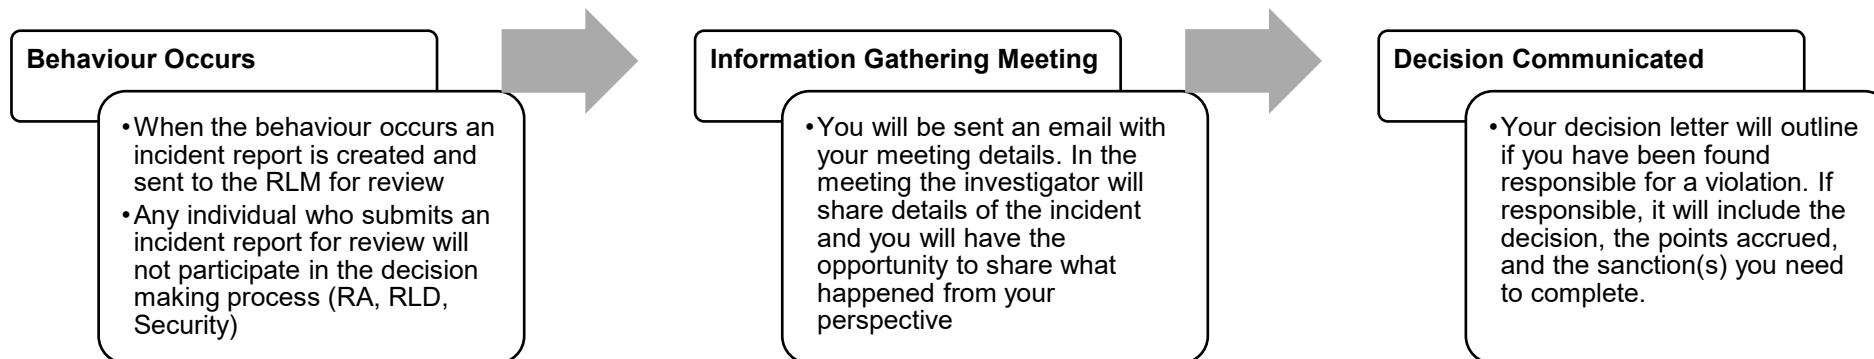 Behaviour Occurs
•When the behaviour occurs an
incident report is created and
sent to the RLM for review
•Any individual who submits an
incident report for review will
not participate in the decision
making process (RA, RLD,
Security)
Information Gathering Meeting
•You will be sent an email with
your meeting details. In the
meeting the investigator will
share details of the incident
and you will have the
opportunity to share what
happened from your
perspective
Decision Communicated
•Your decision letter will outline
if you have been found
responsible for a violation. If
responsible, it will include the
decision, the points accrued,
and the sanction(s) you need
to complete.